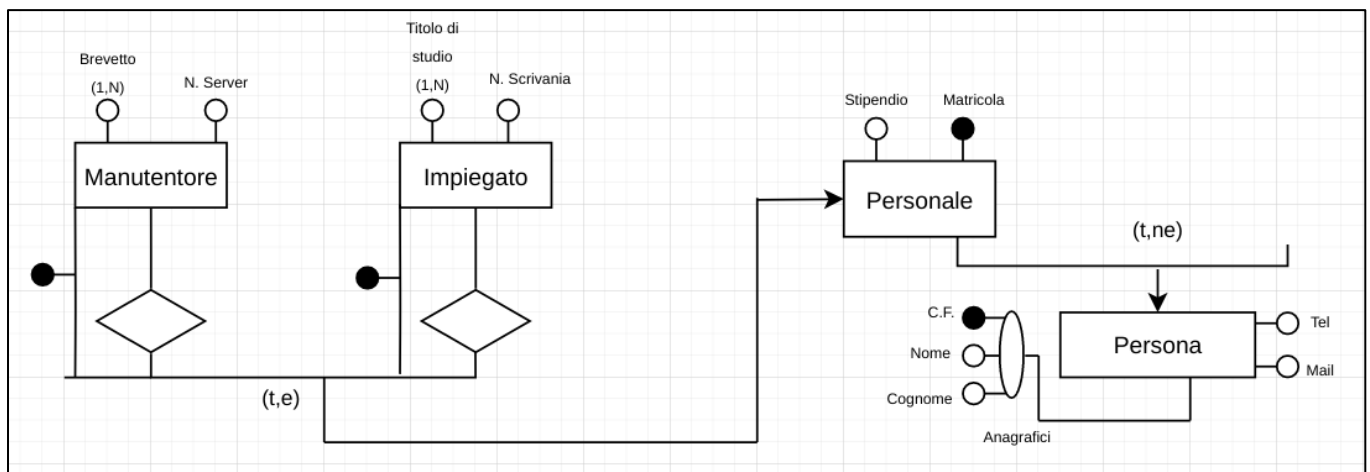 Brevetto
(1,N)
N. Server
Titolo di
studio
(1,N)
N. Scrivania
Manutentore
Impiegato
(t,e)
Stipendio
Matricola
Personale
(t,ne)
C.F.
Nome
Cognome
Anagrafici
Persona
Tel
Mail